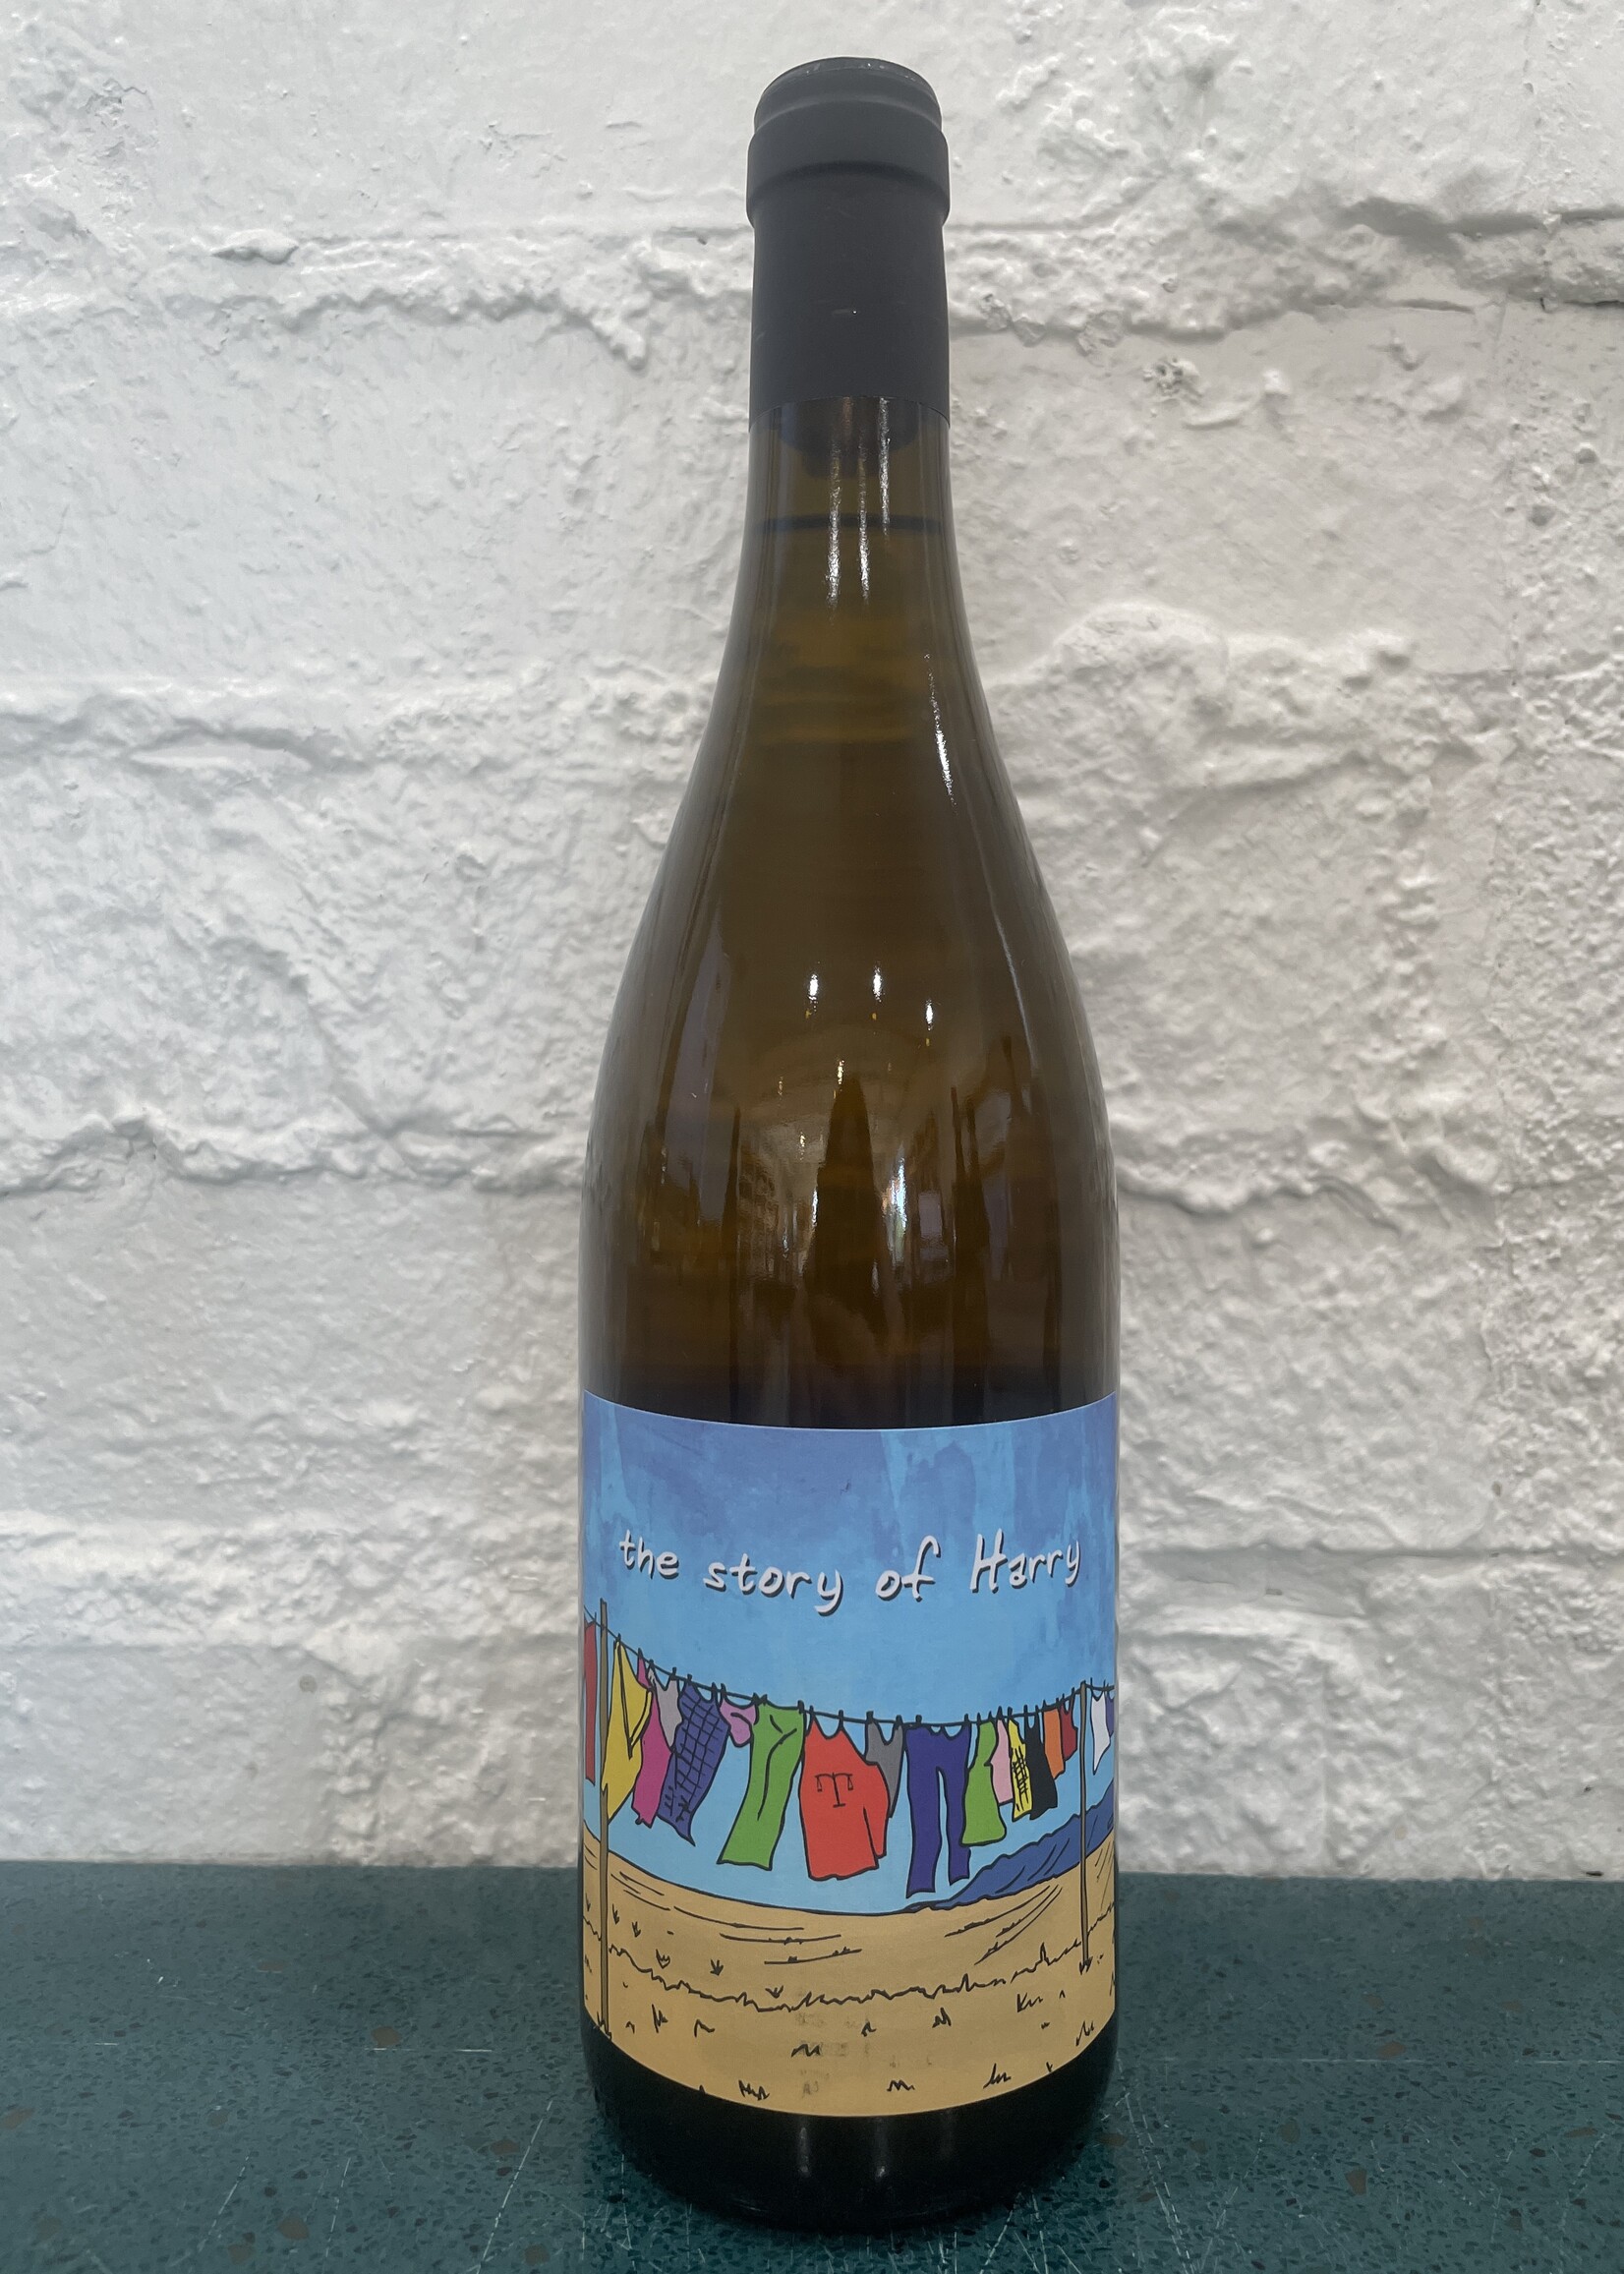 the story of Harry